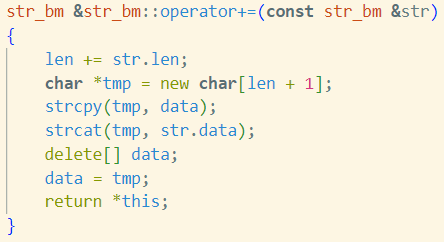 str_bm &str_bm::operator+=(const str_bm &str)
{
    len += str.len;
    char *tmp = new char[len + 1];
    strcpy(tmp, data);
    strcat(tmp, str.data);
    delete[] data;
    data = tmp;
    return *this;
}